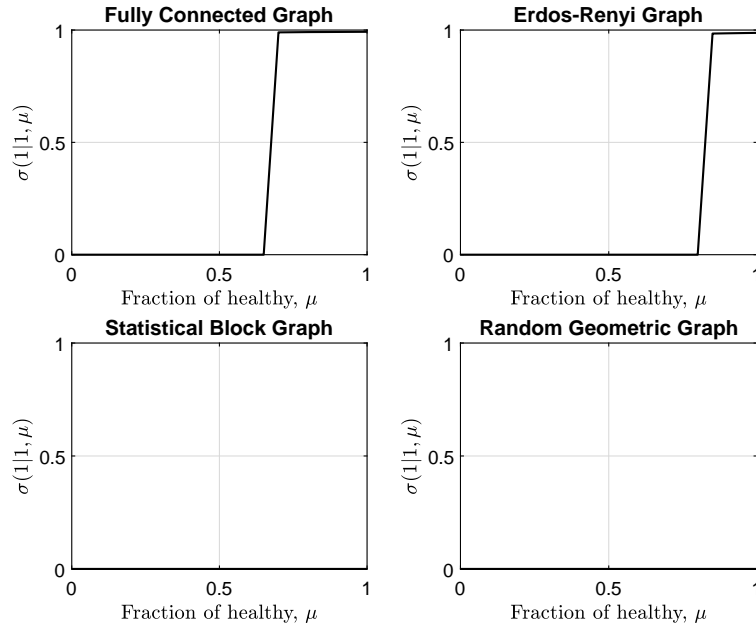 Fully Connected Graph
1
0.5
0
0
0.5
1
σ(1|1, μ)
Fraction of healthy, μ
Erdos-Renyi Graph
1
0.5
0
0
0.5
1
σ(1|1, μ)
Fraction of healthy, μ
Statistical Block Graph
1
0.5
0
0
0.5
1
σ(1|1, μ)
Fraction of healthy, μ
Random Geometric Graph
1
0.5
0
0
0.5
1
σ(1|1, μ)
Fraction of healthy, μ